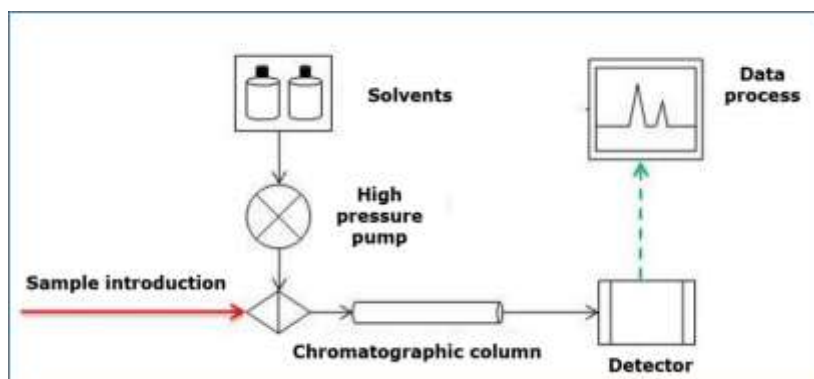 Solvents
Data
process
High
pressure
pump
Sample introduction
Chromatographic column
Detector